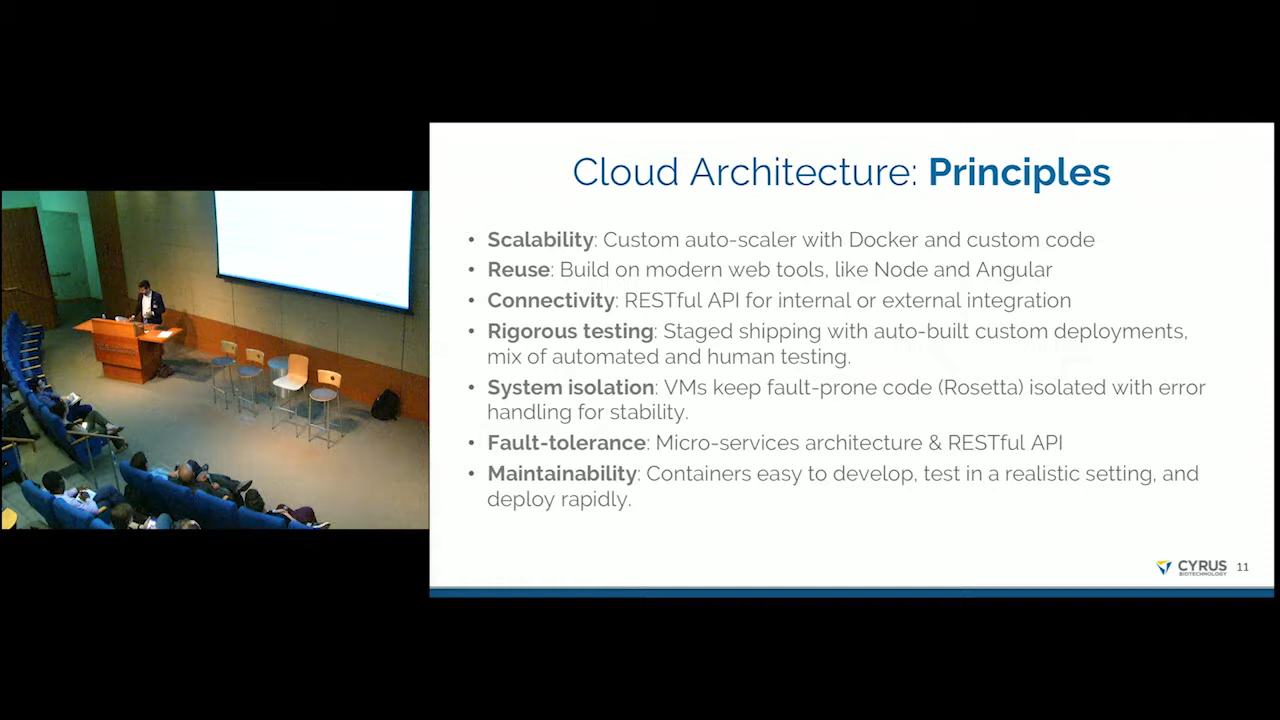 Cloud Architecture: Principles
• Scalability: Custom auto-scaler with Docker and custom code
• Reuse: Build on modern web tools, like Node and Angular
• Connectivity: RESTful API for internal or external integration
• Rigorous testing: Staged shipping with auto-built custom deployments,
mix of automated and human testing.
• System isolation: VMs keep fault-prone code (Rosetta) isolated with error
handling for stability.
• Fault-tolerance: Micro-services architecture & RESTful API
• Maintainability: Containers easy to develop, test in a realistic setting, and
deploy rapidly.
CYRUS
BIOTECHNOLOGY
11